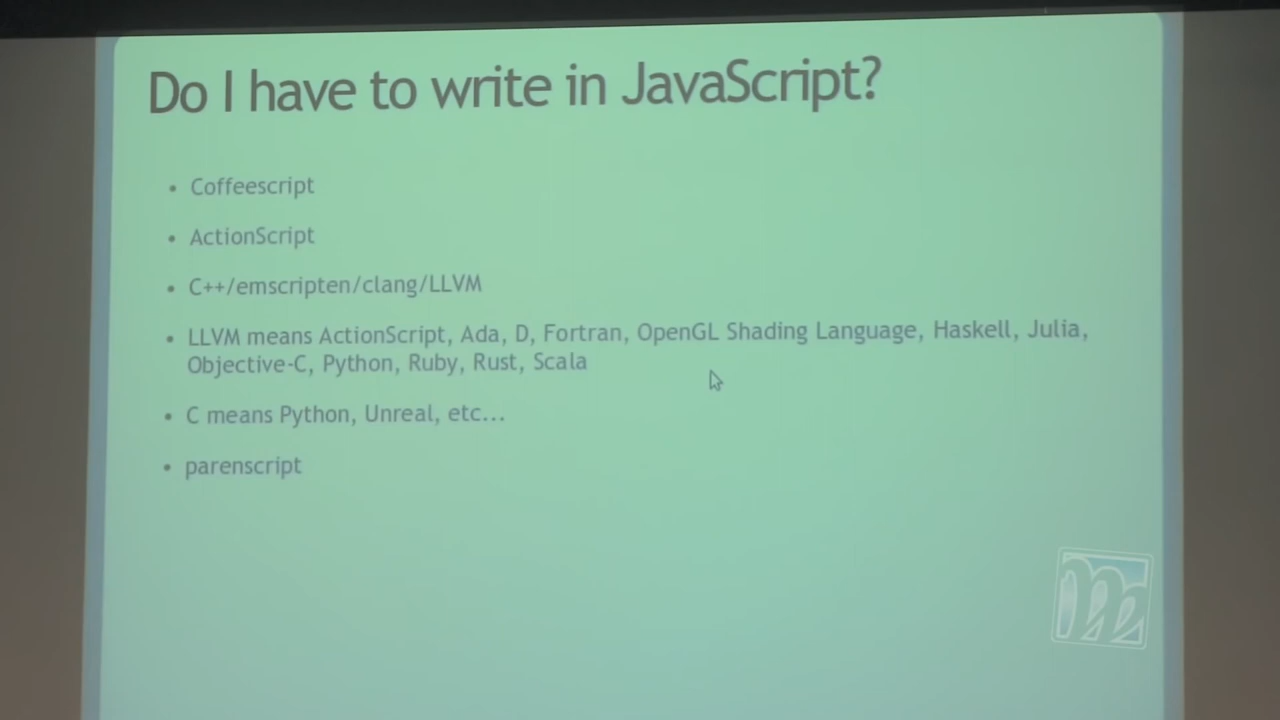 Do I have to write in JavaScript?
• Coffeescript
• ActionScript
• C++/emscripten/clang/LLVM
• LLVM means ActionScript, Ada, D, Fortran, OpenGL Shading Language, Haskell, Julia,
Objective-C, Python, Ruby, Rust, Scala
• C means Python, Unreal, etc...
• parenscript